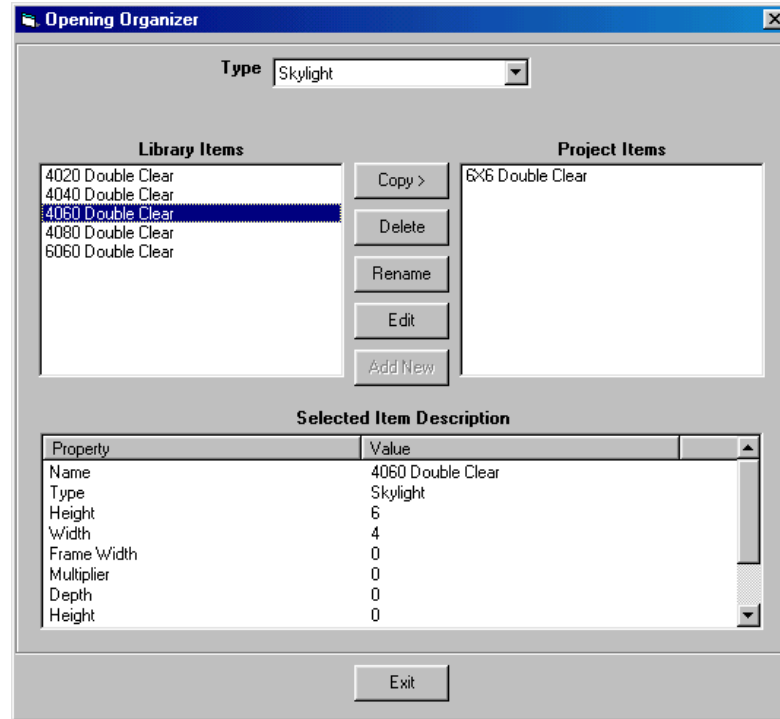 Opening Organizer
Type Skylight
Library Items
4020 Double Clear
4040 Double Clear
4060 Double Clear
4080 Double Clear
6060 Double Clear
Copy >
Delete
Rename
Edit
Add New
Project Items
6X6 Double Clear
Selected Item Description
Property Value
Name 4060 Double Clear
Type Skylight
Height 6
Width 4
Frame Width 0
Multiplier 0
Depth 0
Height 0
Exit